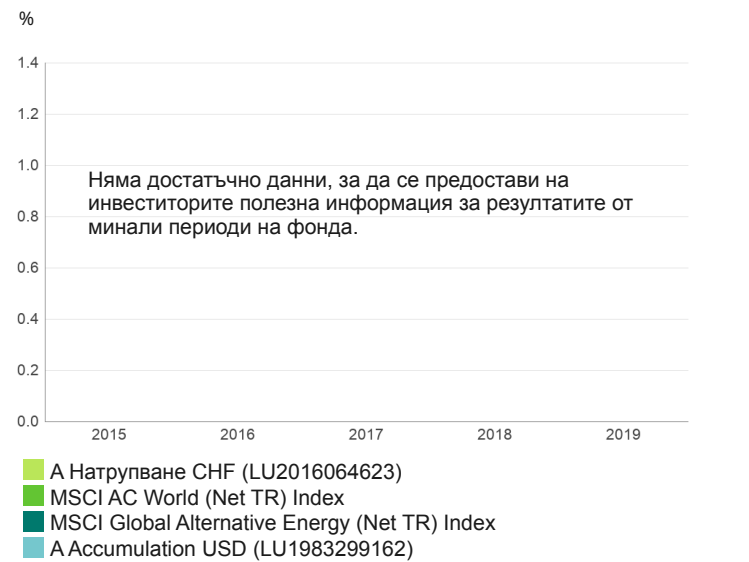 %
1.4
1.2
1.0
Няма достатъчно данни, за да се предостави на
инвеститорите полезна информация за резултатите от
минали периоди на фонда.
0.8
0.6
0.4
0.2
0.0
2015 2016 2017 2018 2019
А Натрупване CHF (LU2016064623)
MSCI AC World (Net TR) Index
MSCI Global Alternative Energy (Net TR) Index
A Accumulation USD (LU1983299162)